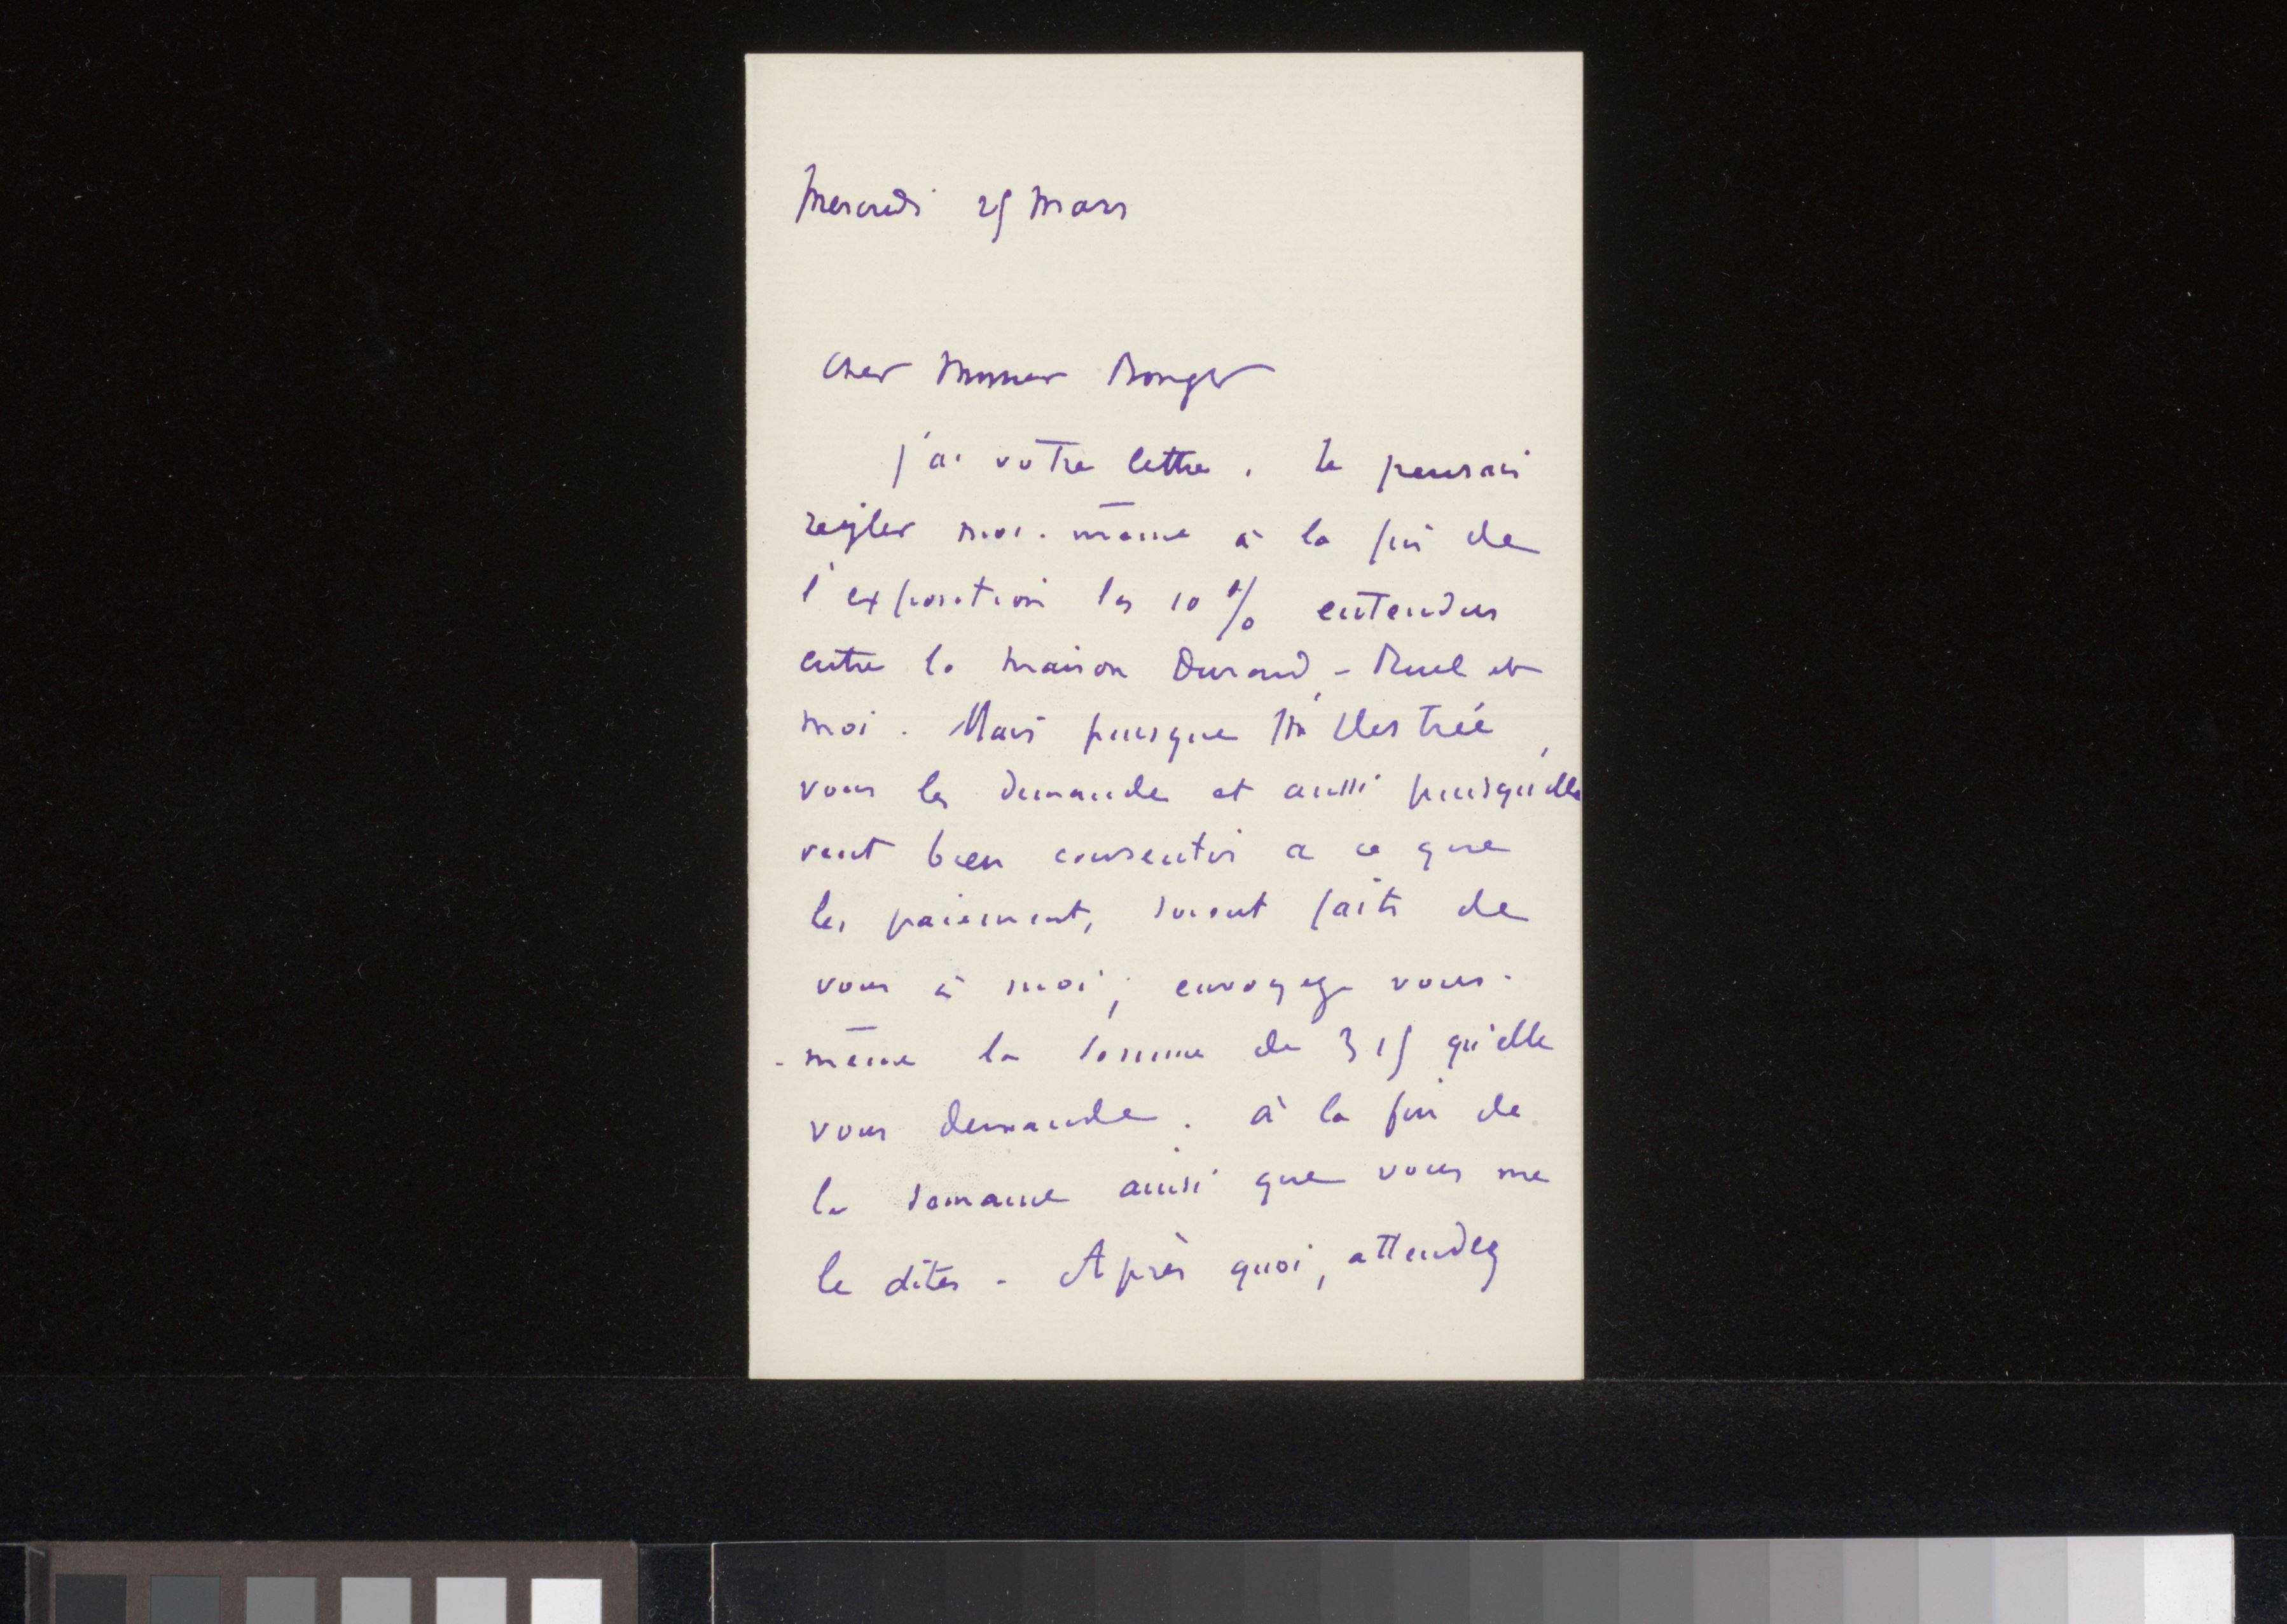 Mercredi 25 Mars
Cher Monsieur Bonger
j'ai votre lettre. Je pensais
regler moi-même à la fin de
l'exposition les 10 % entendus
entre la maison Durand-Ruel et
moi. Mais puisque
vous les demande et aussi puisqu'elle
veut bien consentir a ce que
les paiements soient faits de
vous à moi, envoyez vous-
-même la somme de 315 qu'elle
vous demande. à la fin de
la semaine ainsi que vous me
le dites - Après quoi, attendez